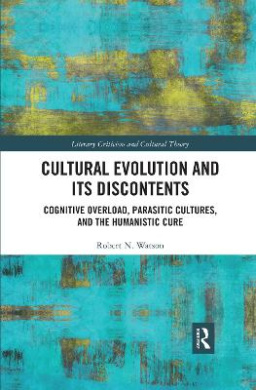 Literary Criticism and Cultural Theory
CULTURAL EVOLUTION AND
ITS DISCONTENTS
COGNITIVE OVERLOAD, PARASITIC CULTURES,
AND THE HUMANISTIC CURE
Robert N. Watson
ROUTLEDGE